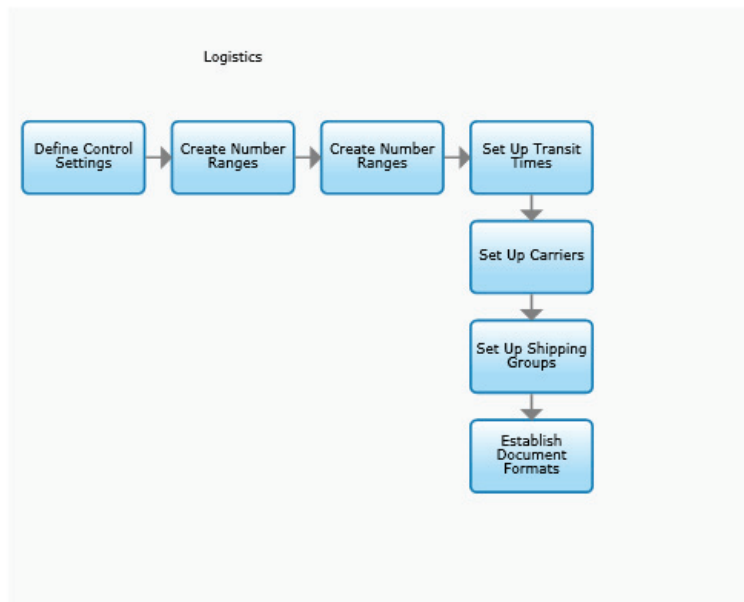 Logistics
Define Control
Settings
Create Number
Ranges
Create Number
Ranges
Set Up Transit
Times
Set Up Carriers
Set Up Shipping
Groups
Establish
Document
Formats